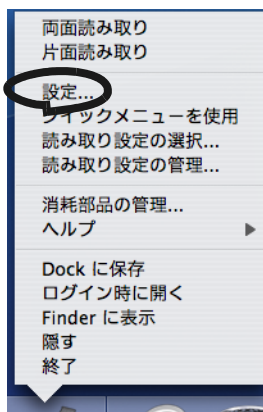 両面読み取り
片面読み取り
設定...
クイックメニューを使用
読み取り設定の選択...
読み取り設定の管理...
消耗部品の管理...
ヘルプ
Dock に保存
ログイン時に開く
Finder に表示
隠す
終了